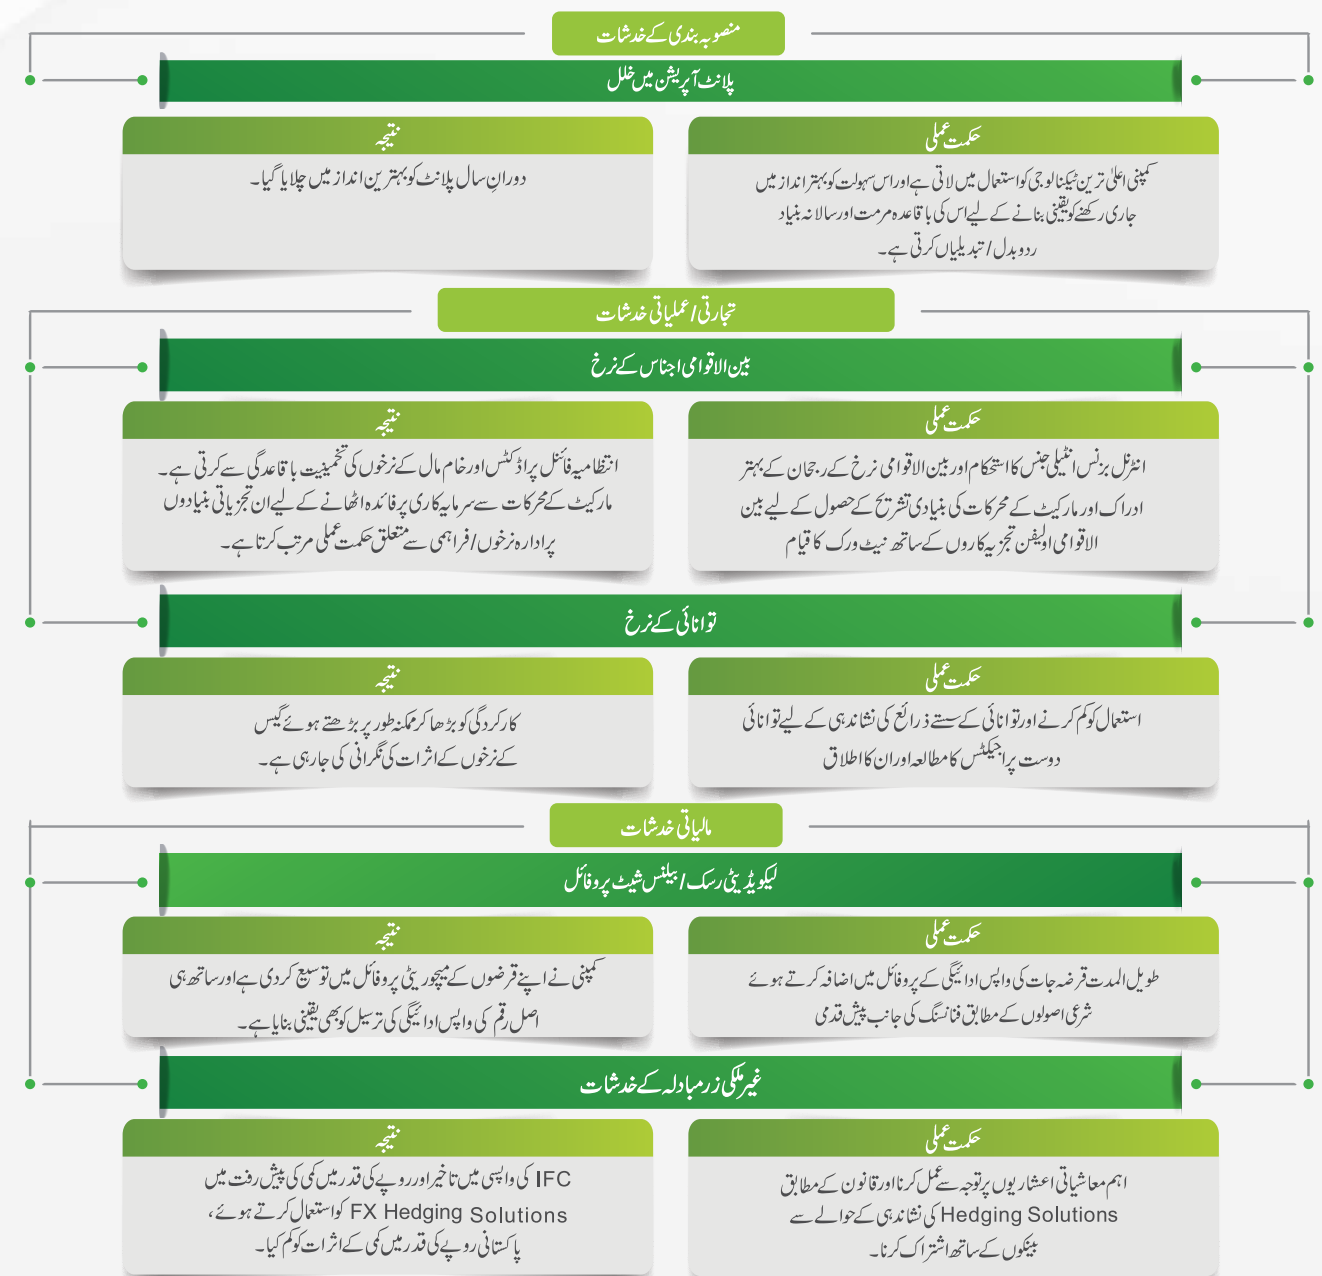 منصوبہ بندی کے خدشات
پلانٹ آپریشن میں خلل
حکمت عملی
کمپنی اعلیٰ ترین ٹیکنالوجی کو استعمال میں لاتی ہے اور اس سہولت کو بہتر انداز میں
جاری رکھنے کو یقینی بنانے کے لیے اس کی باقاعدہ مرمت اور سالانہ بنیاد
ردوبدل / تبدیلیاں کرتی ہے۔
نتیجہ
دورانِ سال پلانٹ کو بہترین انداز میں چلایا گیا۔
تجارتی / عملیاتی خدشات
بین الاقوامی اجناس کے نرخ
حکمت عملی
انٹرنل بزنس انٹیلی جنس کا استحکام اور بین الاقوامی نرخ کے رجحان کے بہتر
ادراک اور مارکیٹ کے محرکات کی بنیادی تشریح کے حصول کے لیے بین
الاقوامی اولیفن تجزیہ کاروں کے ساتھ نیٹ ورک کا قیام
نتیجہ
انتظامیہ فائنل پراڈکٹس اور خام مال کے نرخوں کی تخمینیت باقاعدگی سے کرتی ہے۔
مارکیٹ کے محرکات سے سرمایہ کاری پر فائدہ اٹھانے کے لیے ان تجزیاتی بنیادوں
پر ادارہ نرخوں/فراہمی سے متعلق حکمت عملی مرتب کرتا ہے۔
توانائی کے نرخ
حکمت عملی
استعمال کو کم کرنے اور توانائی کے سستے ذرائع کی نشاندہی کے لیے توانائی
دوست پراجیکٹس کا مطالعہ اور ان کا اطلاق
نتیجہ
کارکردگی کو بڑھا کر ممکنہ طور پر بڑھتے ہوئے گیس
کے نرخوں کے اثرات کی نگرانی کی جارہی ہے۔
مالیاتی خدشات
لیکویڈیٹی رسک / بیلنس شیٹ پروفائل
حکمت عملی
طویل المدت قرضہ جات کی واپس ادائیگی کے پروفائل میں اضافہ کرتے ہوئے
شرعی اصولوں کے مطابق فنانسنگ کی جانب پیش قدمی
نتیجہ
کمپنی نے اپنے قرضوں کے میچوریٹی پروفائل میں توسیع کردی ہے اور ساتھ ہی
اصل رقم کی واپس ادائیگی کی ترسیل کو بھی یقینی بنایا ہے۔
غیر ملکی زرمبادلہ کے خدشات
حکمت عملی
اہم معاشیاتی اعشاریوں پر توجہ سے عمل کرنا اور قانون کے مطابق
Hedging Solutions کی نشاندہی کے حوالے سے
بینکوں کے ساتھ اشتراک کرنا۔
نتیجہ
IFC کی واپسی میں تاخیر اور روپے کی قدر میں کمی کی پیش رفت میں
FX Hedging Solutions کو استعمال کرتے ہوئے،
پاکستانی روپے کی قدر میں کمی کے اثرات کو کم کیا۔